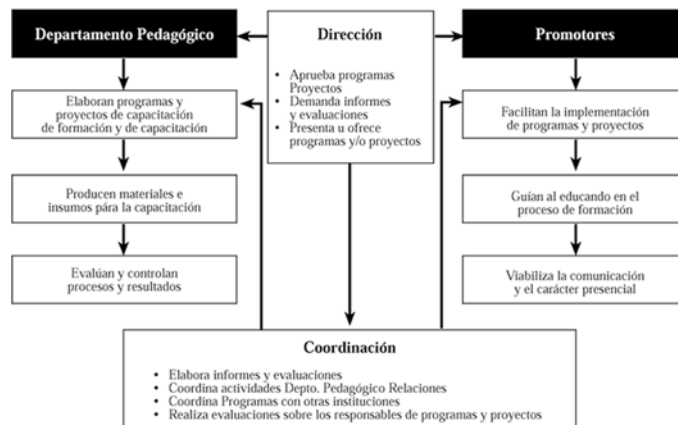 Departamento Pedagógico
Elaboran programas y
proyectos de capacitación
de formación y de capacitación
Producen materiales e
insumos pára la capacitación
Evalúan y controlan
procesos y resultados
Dirección
• Aprueba programas
Proyectos
• Demanda informes
y evaluaciones
• Presenta u ofrece
programas y/o proyectos
Promotores
Facilitan la implementación
de programas y proyectos
Guían al educando en el
proceso de formación
Viabiliza la comunicación
y el carácter presencial
Coordinación
• Elabora informes y evaluaciones
• Coordina actividades Depto. Pedagógico Relaciones
• Coordina Programas con otras instituciones
• Realiza evaluaciones sobre los responsables de programas y proyectos